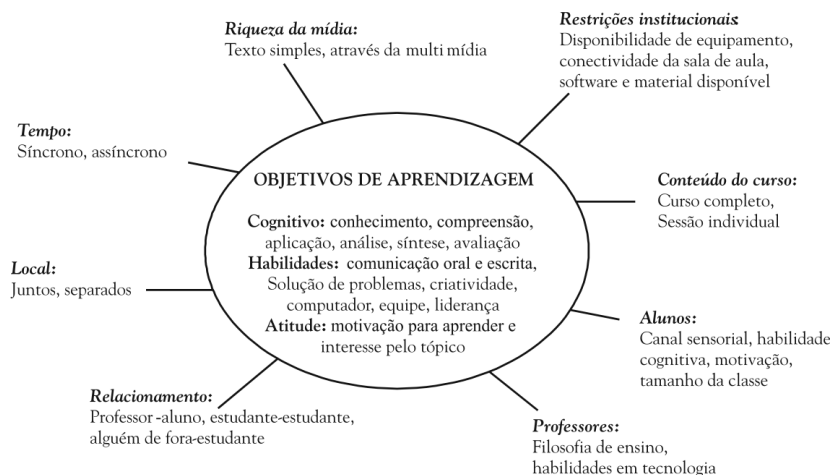 Riqueza da mídia:
Texto simples, através da multi mídia
Restrições institucionais:
Disponibilidade de equipamento,
conectividade da sala de aula,
software e material disponível
Tempo:
Síncrono, assíncrono
OBJETIVOS DE APRENDIZAGEM
Cognitivo: conhecimento, compreensão,
aplicação, análise, síntese, avaliação
Habilidades: comunicação oral e escrita,
Solução de problemas, criatividade,
computador, equipe, liderança
Atitude: motivação para aprender e
interesse pelo tópico
Conteúdo do curso:
Curso completo,
Sessão individual
Local:
Juntos, separados
Alunos:
Canal sensorial, habilidade
cognitiva, motivação,
tamanho da classe
Relacionamento:
Professor-aluno, estudante-estudante,
alguém de fora-estudante
Professores:
Filosofia de ensino,
habilidades em tecnologia